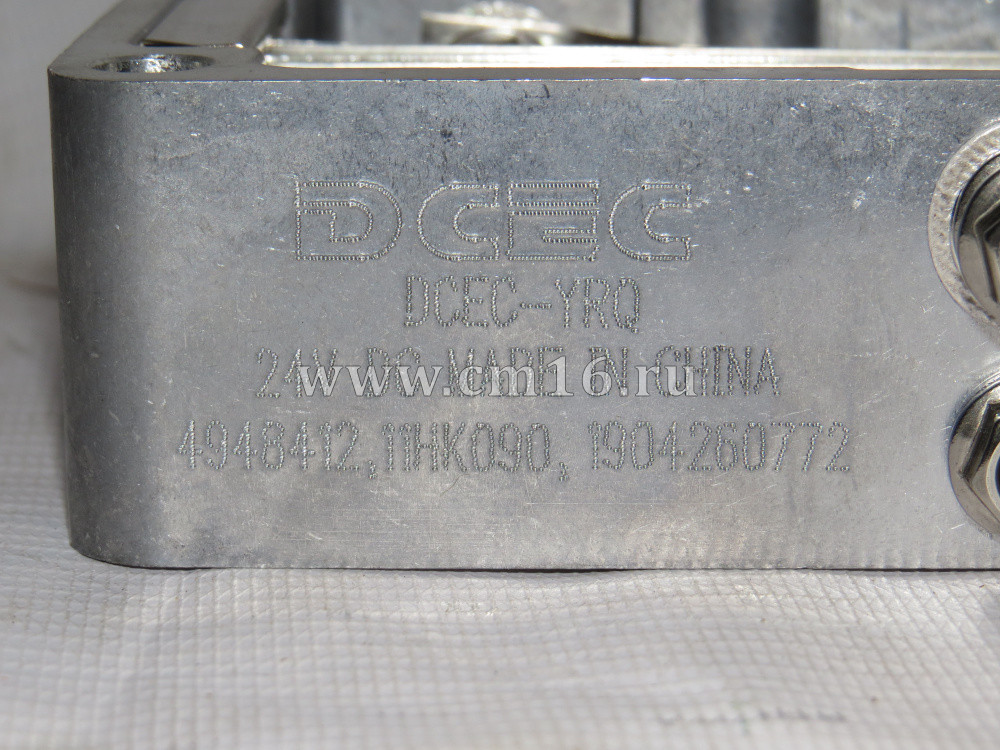 DCEC
DCEC-YRQ
24V DC MADE IN CHINA
www.cm16.ru
4948412,11HK090, 1904260772